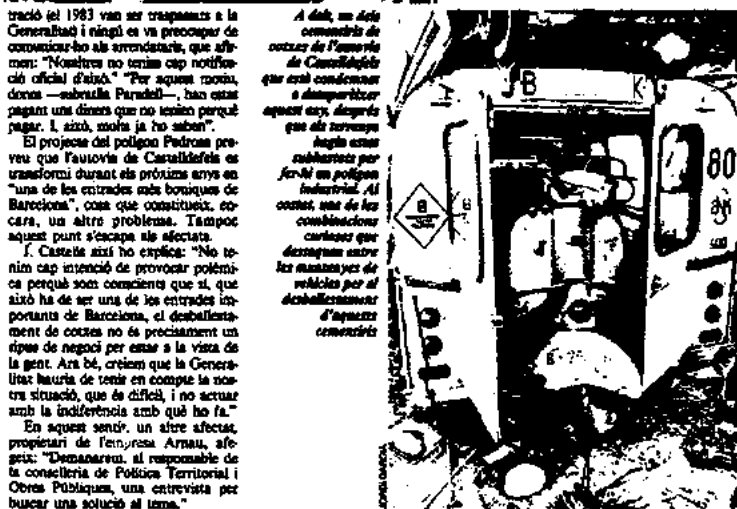 tració (el 1983 van ser traspassats a la
Generalitat) i ningú es va preocupar de
comunicar-ho als arrendataris, que afir-
men: "Nosaltres no teníem cap notifica-
ció oficial d'això." "Per aquest motiu,
doncs —subratlla Paradell—, han estat
pagant uns diners que no tenien perquè
pagar. I, això, molts ja ho saben".
El projecte del polígon Pedrosa pre-
veu que l'autovia de Castelldefels es
transformi durant els pròxims anys en
"una de les entrades més boniques de
Barcelona", cosa que constitueix, en-
cara, un altre problema. Tampoc
aquest punt s'escapa als afectats.
J. Castells així ho explica: "No te-
nim cap intenció de provocar polèmi-
ca perquè som conscients que si, que
això ha de ser una de les entrades im-
portants de Barcelona, el desballesta-
ment de cotxes no és precisament un
tipus de negoci per estar a la vista de
la gent. Ara bé, creiem que la Genera-
litat hauria de tenir en compte la nos-
tra situació, que és difícil, i no actuar
amb la indiferència amb què ho fa."
En aquest sentit, un altre afectat,
propietari de l'empresa Arnau, afe-
geix: "Demanarem, al responsable de
la conselleria de Política Territorial i
Obres Públiques, una entrevista per
buscar una solució al tema."
A dalt, un dels
cementiris de
cotxes de l'autovia
de Castelldefels
que està condemnat
a desaparèixer
aquest any, després
que els terrenys
hagin estat
subhastats per
fer-hi un polígon
industrial. Al
costat, una de les
combinacions
curioses que
destaquen entre
les muntanyes de
vehicles per al
desballestament
d'aquests
cementiris
J B K
80
B